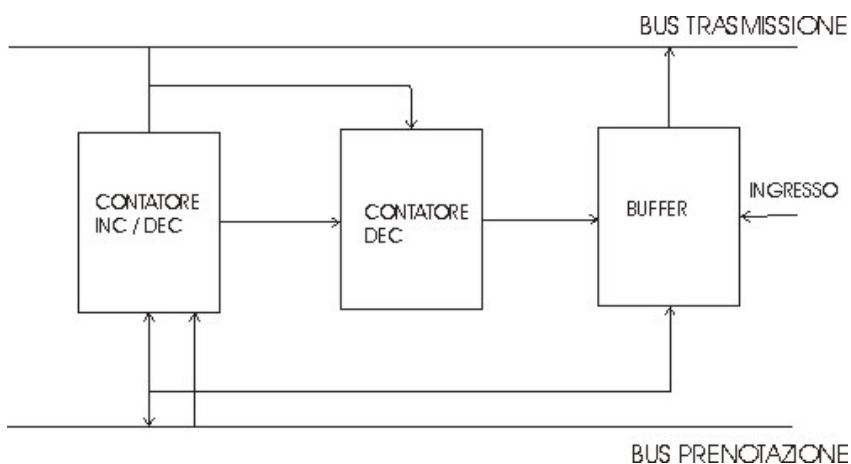 BUS TRASMISSIONE
CONTATORE
INC / DEC
CONTATORE
DEC
BUFFER
INGRESSO
BUS PRENOTAZIONE